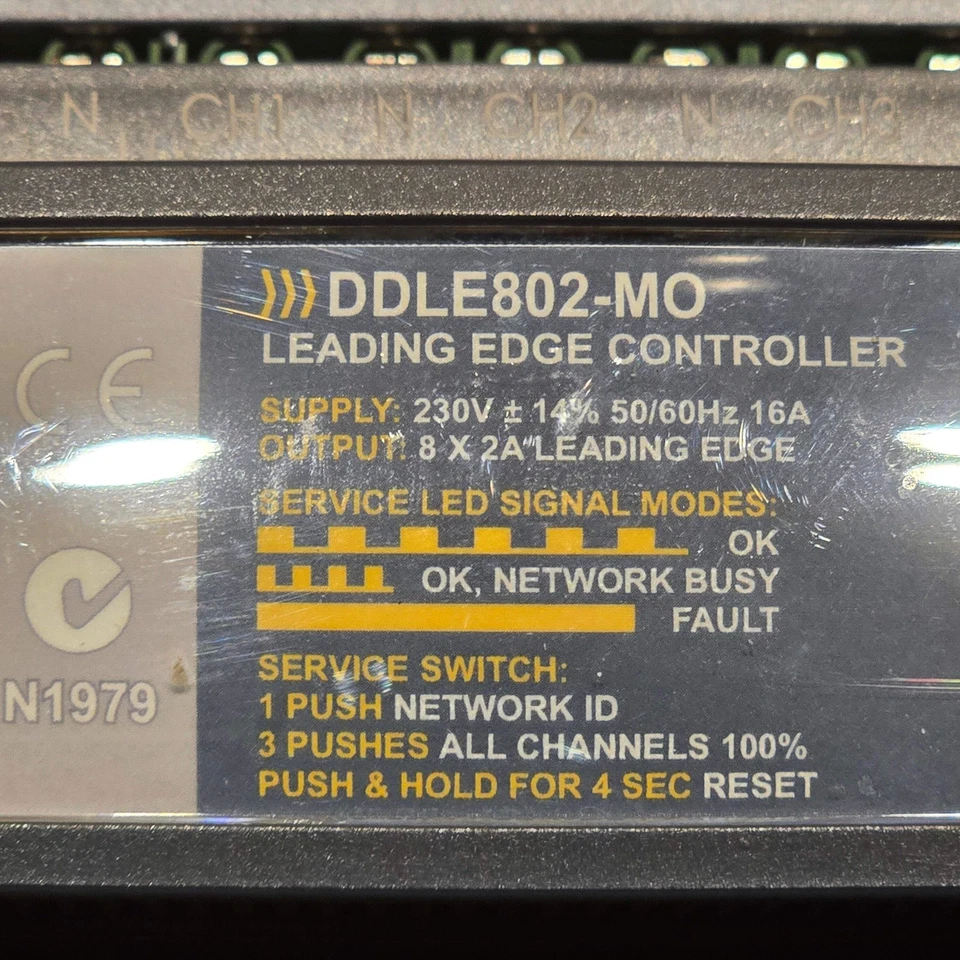 N CH1 N CH2 N CH3
DDLE802-MO
LEADING EDGE CONTROLLER
SUPPLY: 230V ± 14% 50/60Hz 16A
OUTPUT: 8 X 2A LEADING EDGE
CE
SERVICE LED SIGNAL MODES:
OK
OK, NETWORK BUSY
FAULT
SERVICE SWITCH:
N1979
1 PUSH NETWORK ID
3 PUSHES ALL CHANNELS 100%
PUSH & HOLD FOR 4 SEC RESET